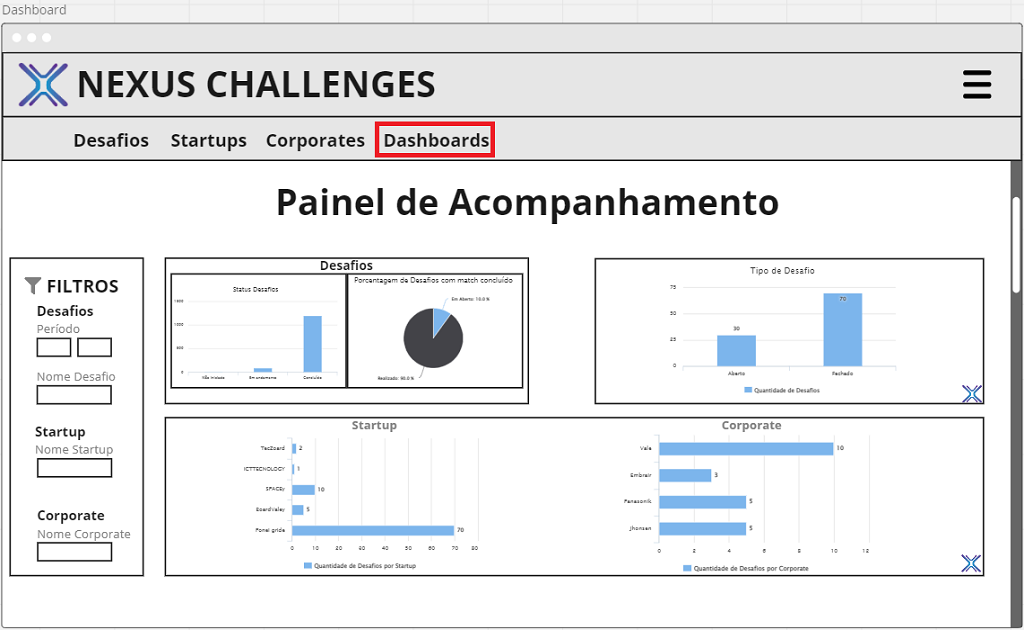 Dashboard
NEXUS CHALLENGES
Desafios Startups Corporates Dashboards
Painel de Acompanhamento
FILTROS
Desafios
Período
Nome Desafio
Startup
Nome Startup
Corporate
Nome Corporate
Desafios
Status Desafios
1500
1000
500
0
Não Iniciado Em andamento Concluído
Porcentagem de Desafios com match concluído
Em Aberto: 10.0 %
Realizado: 90.0 %
Tipo de Desafio
75
50
25
0
30
70
Aberto Fechado
Quantidade de Desafios
Startup
TecBoard 2
ICTTECNOLOGY 1
SPACEy 10
BoardValey 5
Fonel gride 70
0 10 20 30 40 50 60 70 80
Quantidade de Desafios por Startup
Corporate
Vale 10
Embrair 3
Panasonik 5
Jhonsen 5
0 2 4 6 8 10 12
Quantidade de Desafios por Corporate